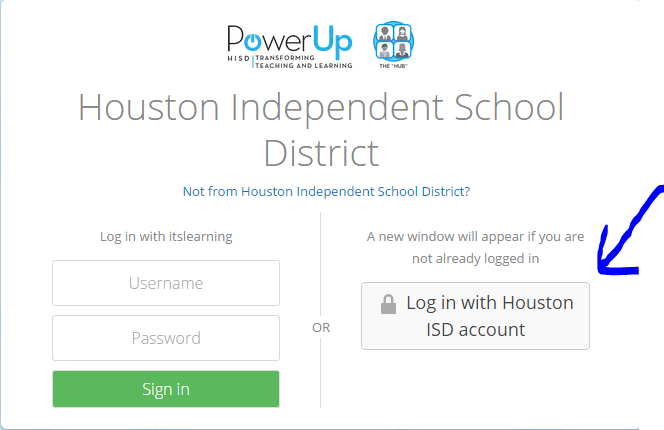 PowerUp
HISD | TRANSFORMING
TEACHING AND LEARNING
THE "HUB"
Houston Independent School
District
Not from Houston Independent School District?
Log in with itslearning
Username
Password
Sign in
OR
A new window will appear if you are
not already logged in
Log in with Houston
ISD account